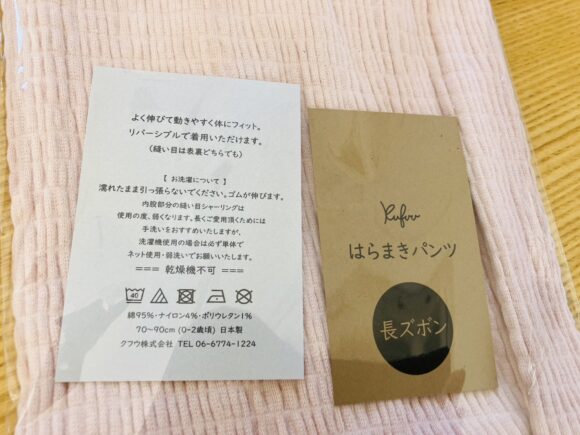 よく伸びて動きやすく体にフィット。
リバーシブルで着用いただけます。
(縫い目は表裏どちらでも)
【 お洗濯について 】
濡れたまま引っ張らないでください。ゴムが伸びます。
内股部分の縫い目シャーリングは
使用の度、弱くなります。長くご愛用頂くためには
手洗いをおすすめいたしますが、
洗濯機使用の場合は必ず単体で
ネット使用・弱洗いでお願いいたします。
=== 乾燥機不可 ===
40
綿95%・ナイロン4%・ポリウレタン1%
70~90cm (0-2歳頃) 日本製
クフウ株式会社 TEL 06-6774-1224
Kufuu
はらまきパンツ
長ズボン